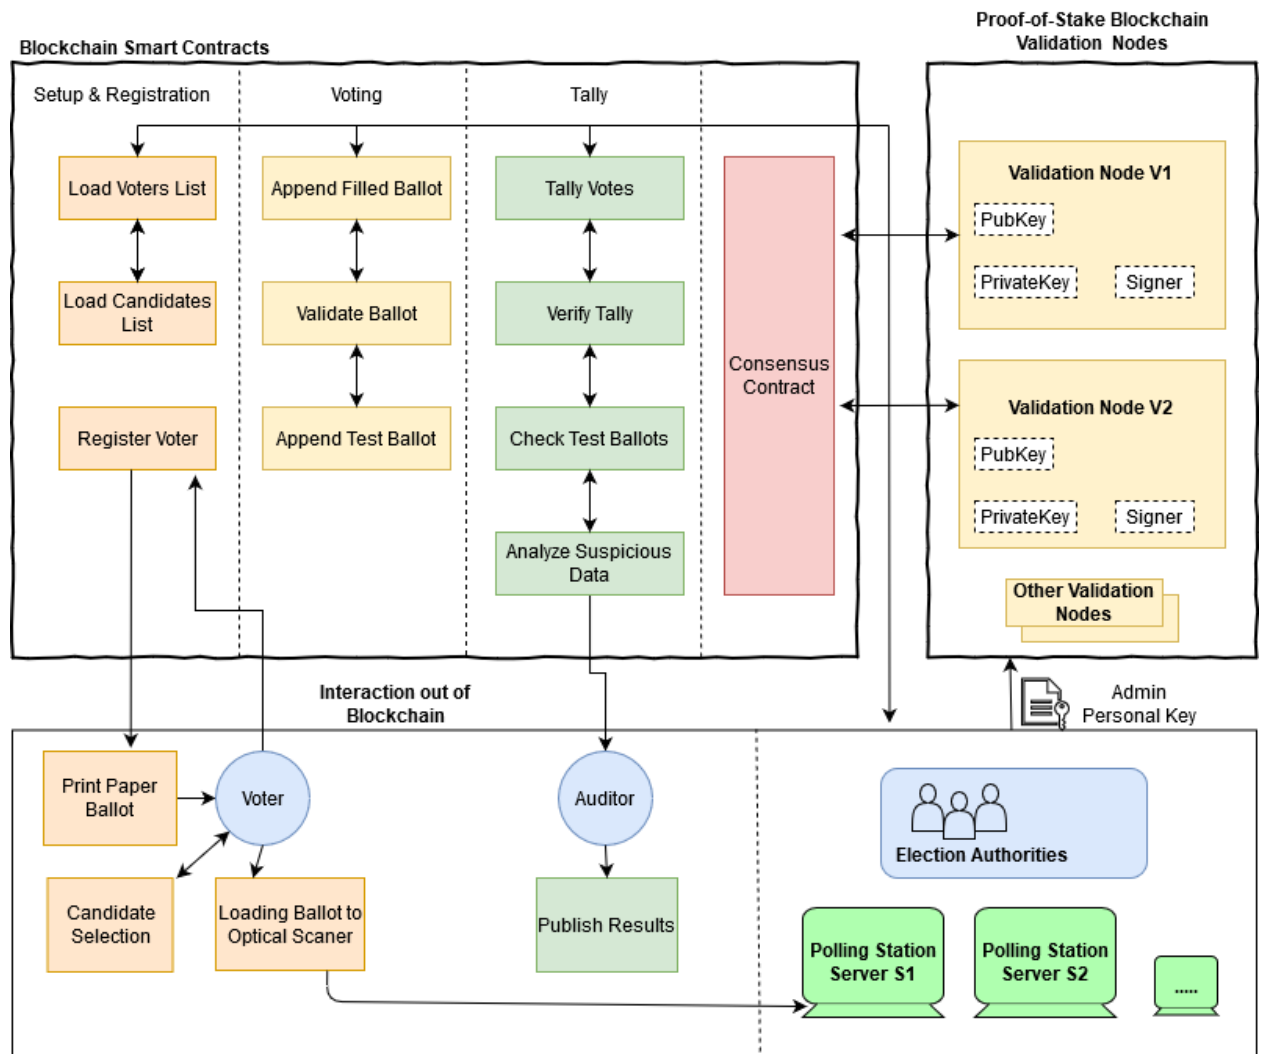 Proof-of-Stake Blockchain
Validation Nodes
Blockchain Smart Contracts
Setup & Registration
Voting
Tally
Load Voters List
Append Filled Ballot
Tally Votes
Validation Node V1
PubKey
PrivateKey
Signer
Load Candidates
List
Validate Ballot
Verify Tally
Consensus
Contract
Register Voter
Append Test Ballot
Check Test Ballots
Validation Node V2
PubKey
PrivateKey
Signer
Analyze Suspicious
Data
Other Validation
Nodes
Interaction out of
Blockchain
Admin
Personal Key
Print Paper
Ballot
Voter
Auditor
Election Authorities
Candidate
Selection
Loading Ballot to
Optical Scaner
Publish Results
Polling Station
Server S1
Polling Station
Server S2
.....